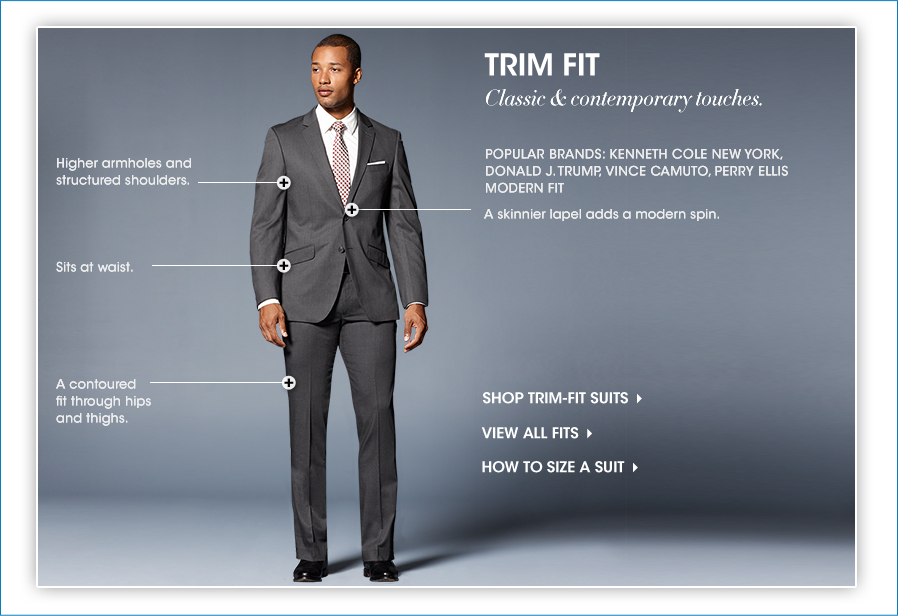 TRIM FIT
Classic & contemporary touches.
POPULAR BRANDS: KENNETH COLE NEW YORK,
DONALD J. TRUMP, VINCE CAMUTO, PERRY ELLIS
MODERN FIT
A skinnier lapel adds a modern spin.
Higher armholes and
structured shoulders.
Sits at waist.
A contoured
fit through hips
and thighs.
SHOP TRIM-FIT SUITS
VIEW ALL FITS
HOW TO SIZE A SUIT